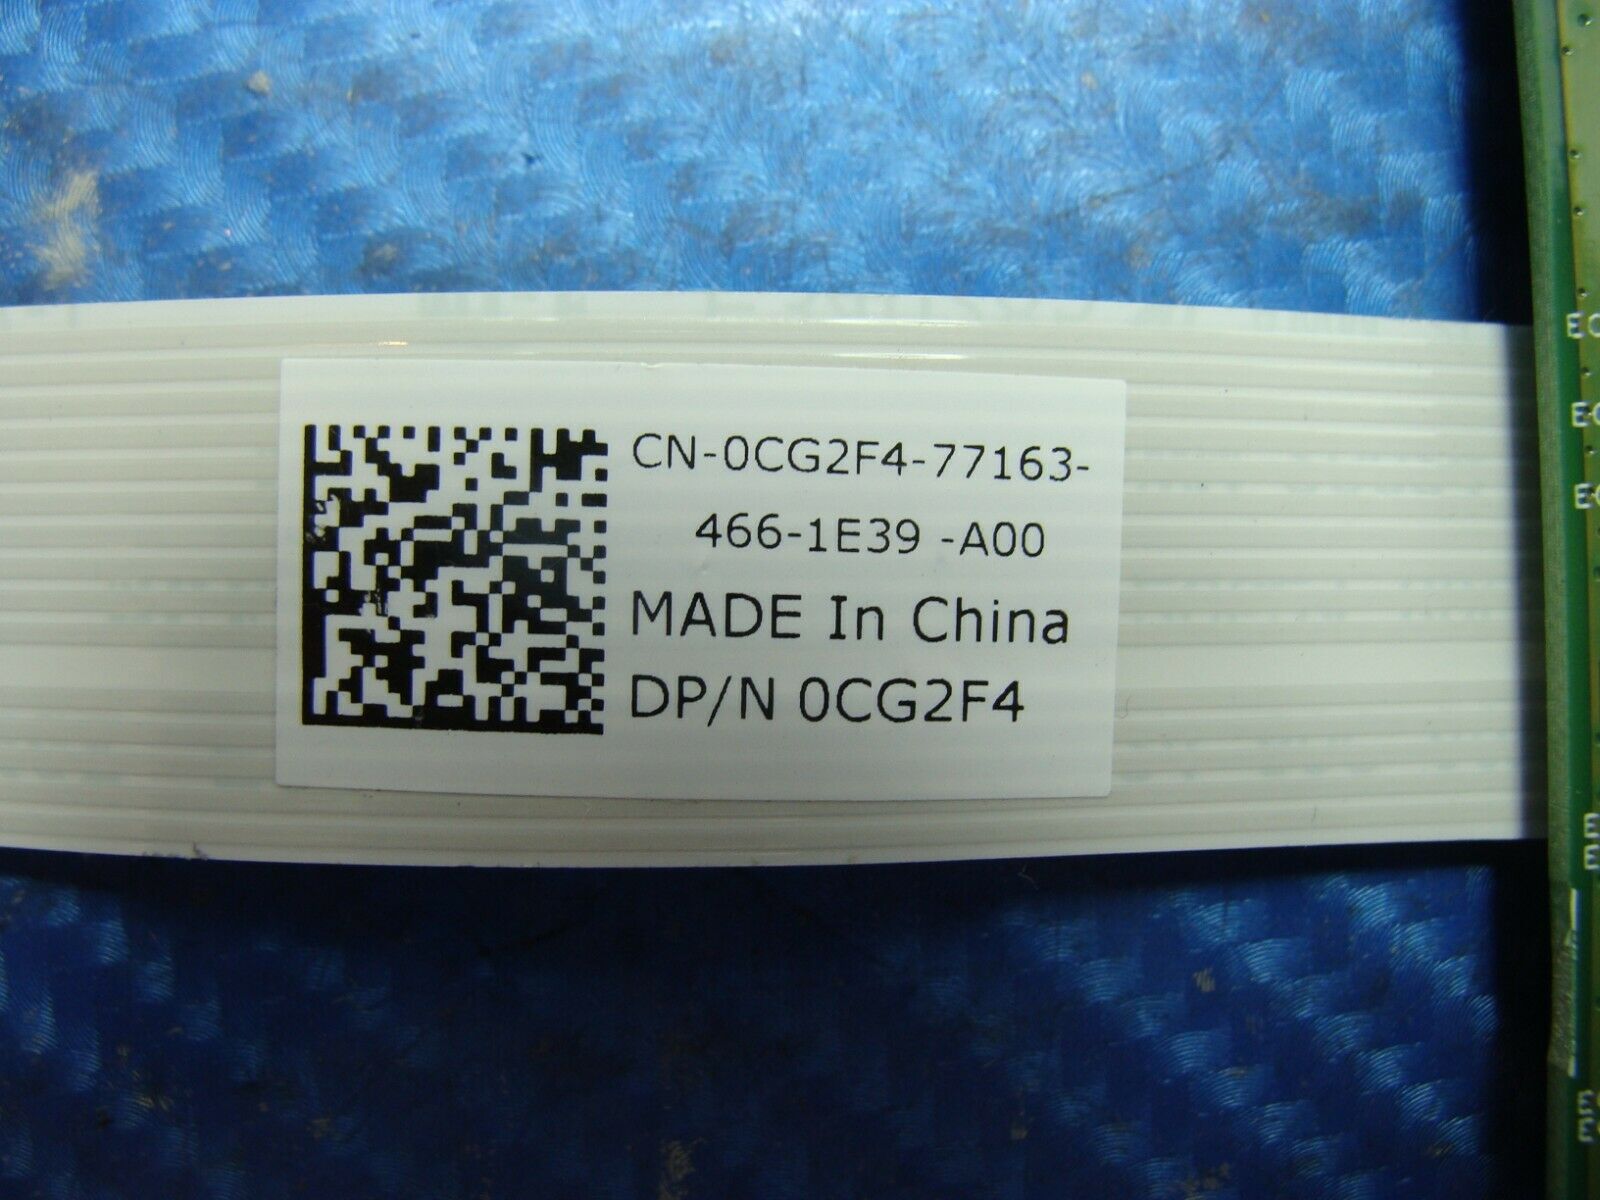 CN-0CG2F4-77163-
466-1E39 -A00
MADE In China
DP/N 0CG2F4